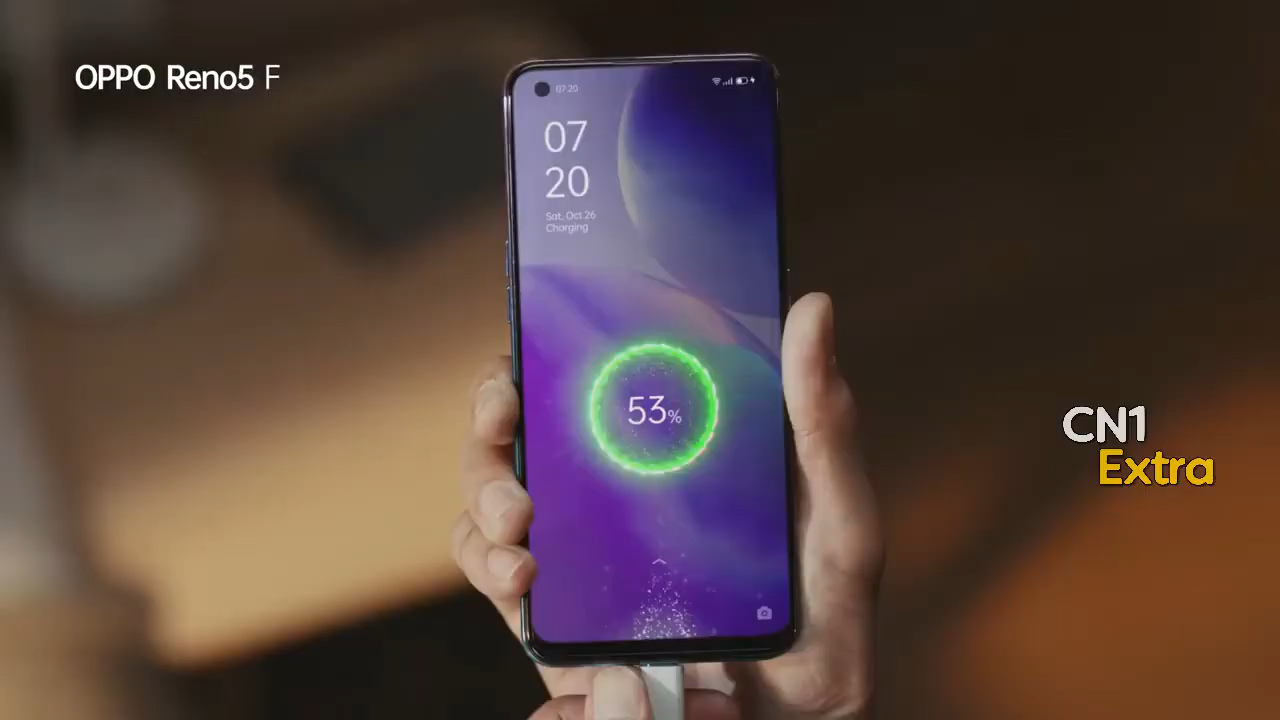 OPPO Reno5 F
07:20
07
20
Sat, Oct 26
Charging
53%
CN1
Extra